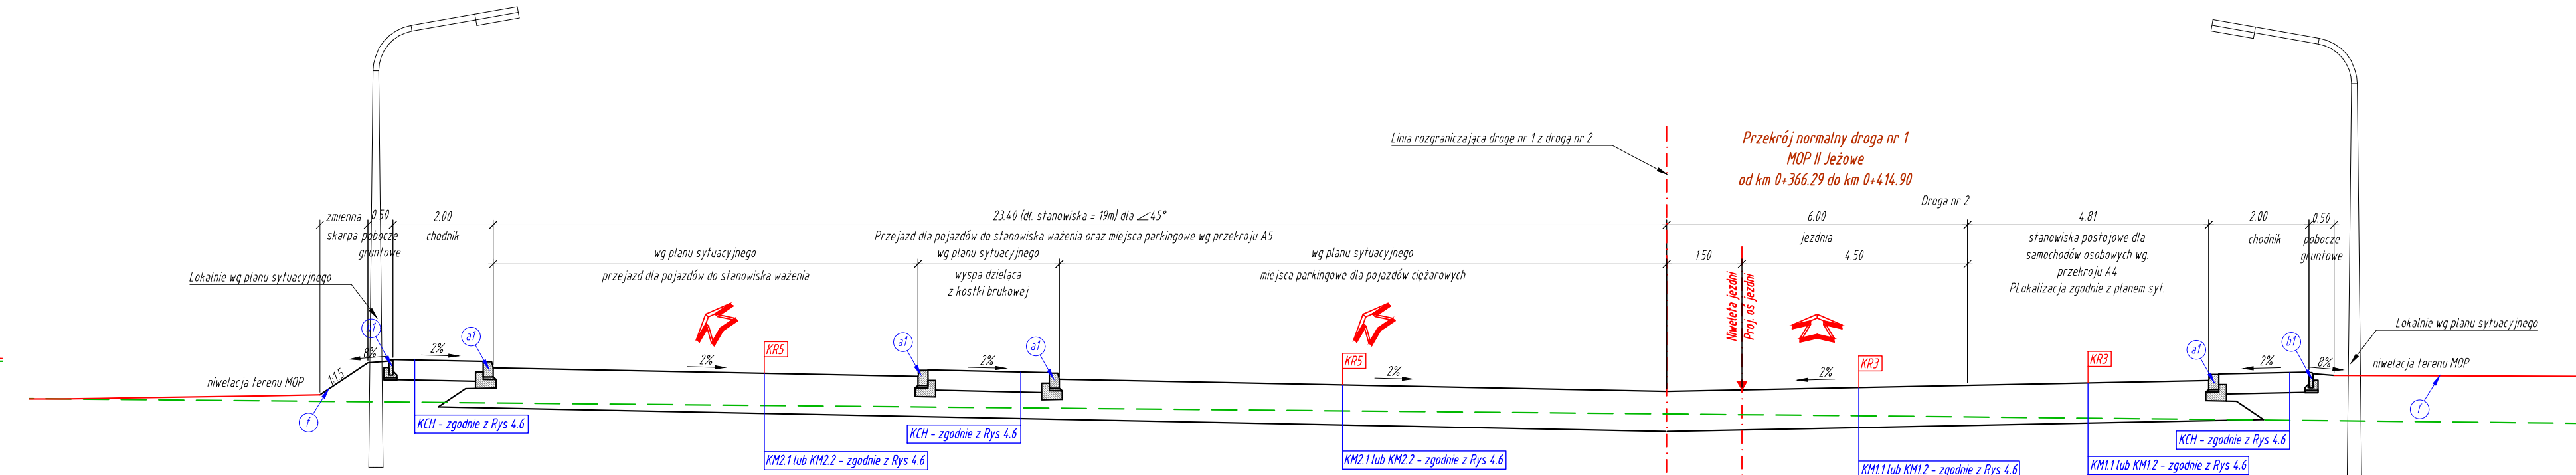 Linia rozgraniczająca drogę nr 1 z drogą nr 2
Przekrój normalny droga nr 1
MOP II Jeżowe
od km 0+366.29 do km 0+414.90
Droga nr 2
zmienna
0.50
2.00
23.40 (dł. stanowiska = 19m) dla ∠45°
6.00
4.81
2.00
0.50
skarpa
pobocze
gruntowe
chodnik
Przejazd dla pojazdów do stanowiska ważenia oraz miejsca parkingowe wg przekroju A5
jezdnia
stanowiska postojowe dla
samochodów osobowych wg.
przekroju A4
PLokalizacja zgodnie z planem syt.
chodnik
pobocze
gruntowe
wg planu sytuacyjnego
wg planu sytuacyjnego
wg planu sytuacyjnego
1.50
4.50
przejazd dla pojazdów do stanowiska ważenia
wyspa dzieląca
z kostki brukowej
miejsca parkingowe dla pojazdów ciężarowych
Niweleta jezdni
Proj. oś jezdni
Lokalnie wg planu sytuacyjnego
Lokalnie wg planu sytuacyjnego
b1
a1
a1
a1
a1
b1
8%
2%
2%
2%
2%
2%
2%
8%
KR5
KR5
KR3
KR3
1:1.5
niwelacja terenu MOP
niwelacja terenu MOP
f
f
KCH - zgodnie z Rys 4.6
KCH - zgodnie z Rys 4.6
KCH - zgodnie z Rys 4.6
KM2.1 lub KM2.2 - zgodnie z Rys 4.6
KM2.1 lub KM2.2 - zgodnie z Rys 4.6
KM1.1 lub KM1.2 - zgodnie z Rys 4.6
KM1.1 lub KM1.2 - zgodnie z Rys 4.6